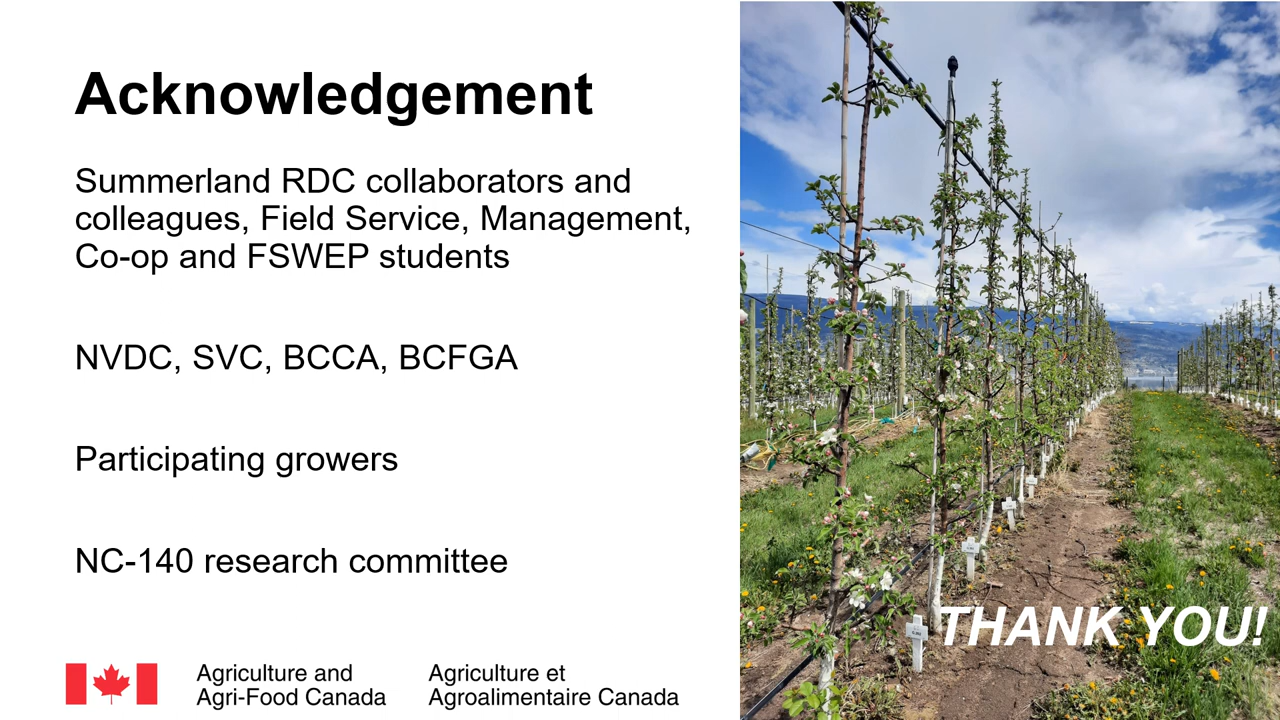 Acknowledgement
Summerland RDC collaborators and
colleagues, Field Service, Management,
Co-op and FSWEP students
NVDC, SVC, BCCA, BCFGA
Participating growers
NC-140 research committee
THANK YOU!
Agriculture and
Agri-Food Canada
Agriculture et
Agroalimentaire Canada